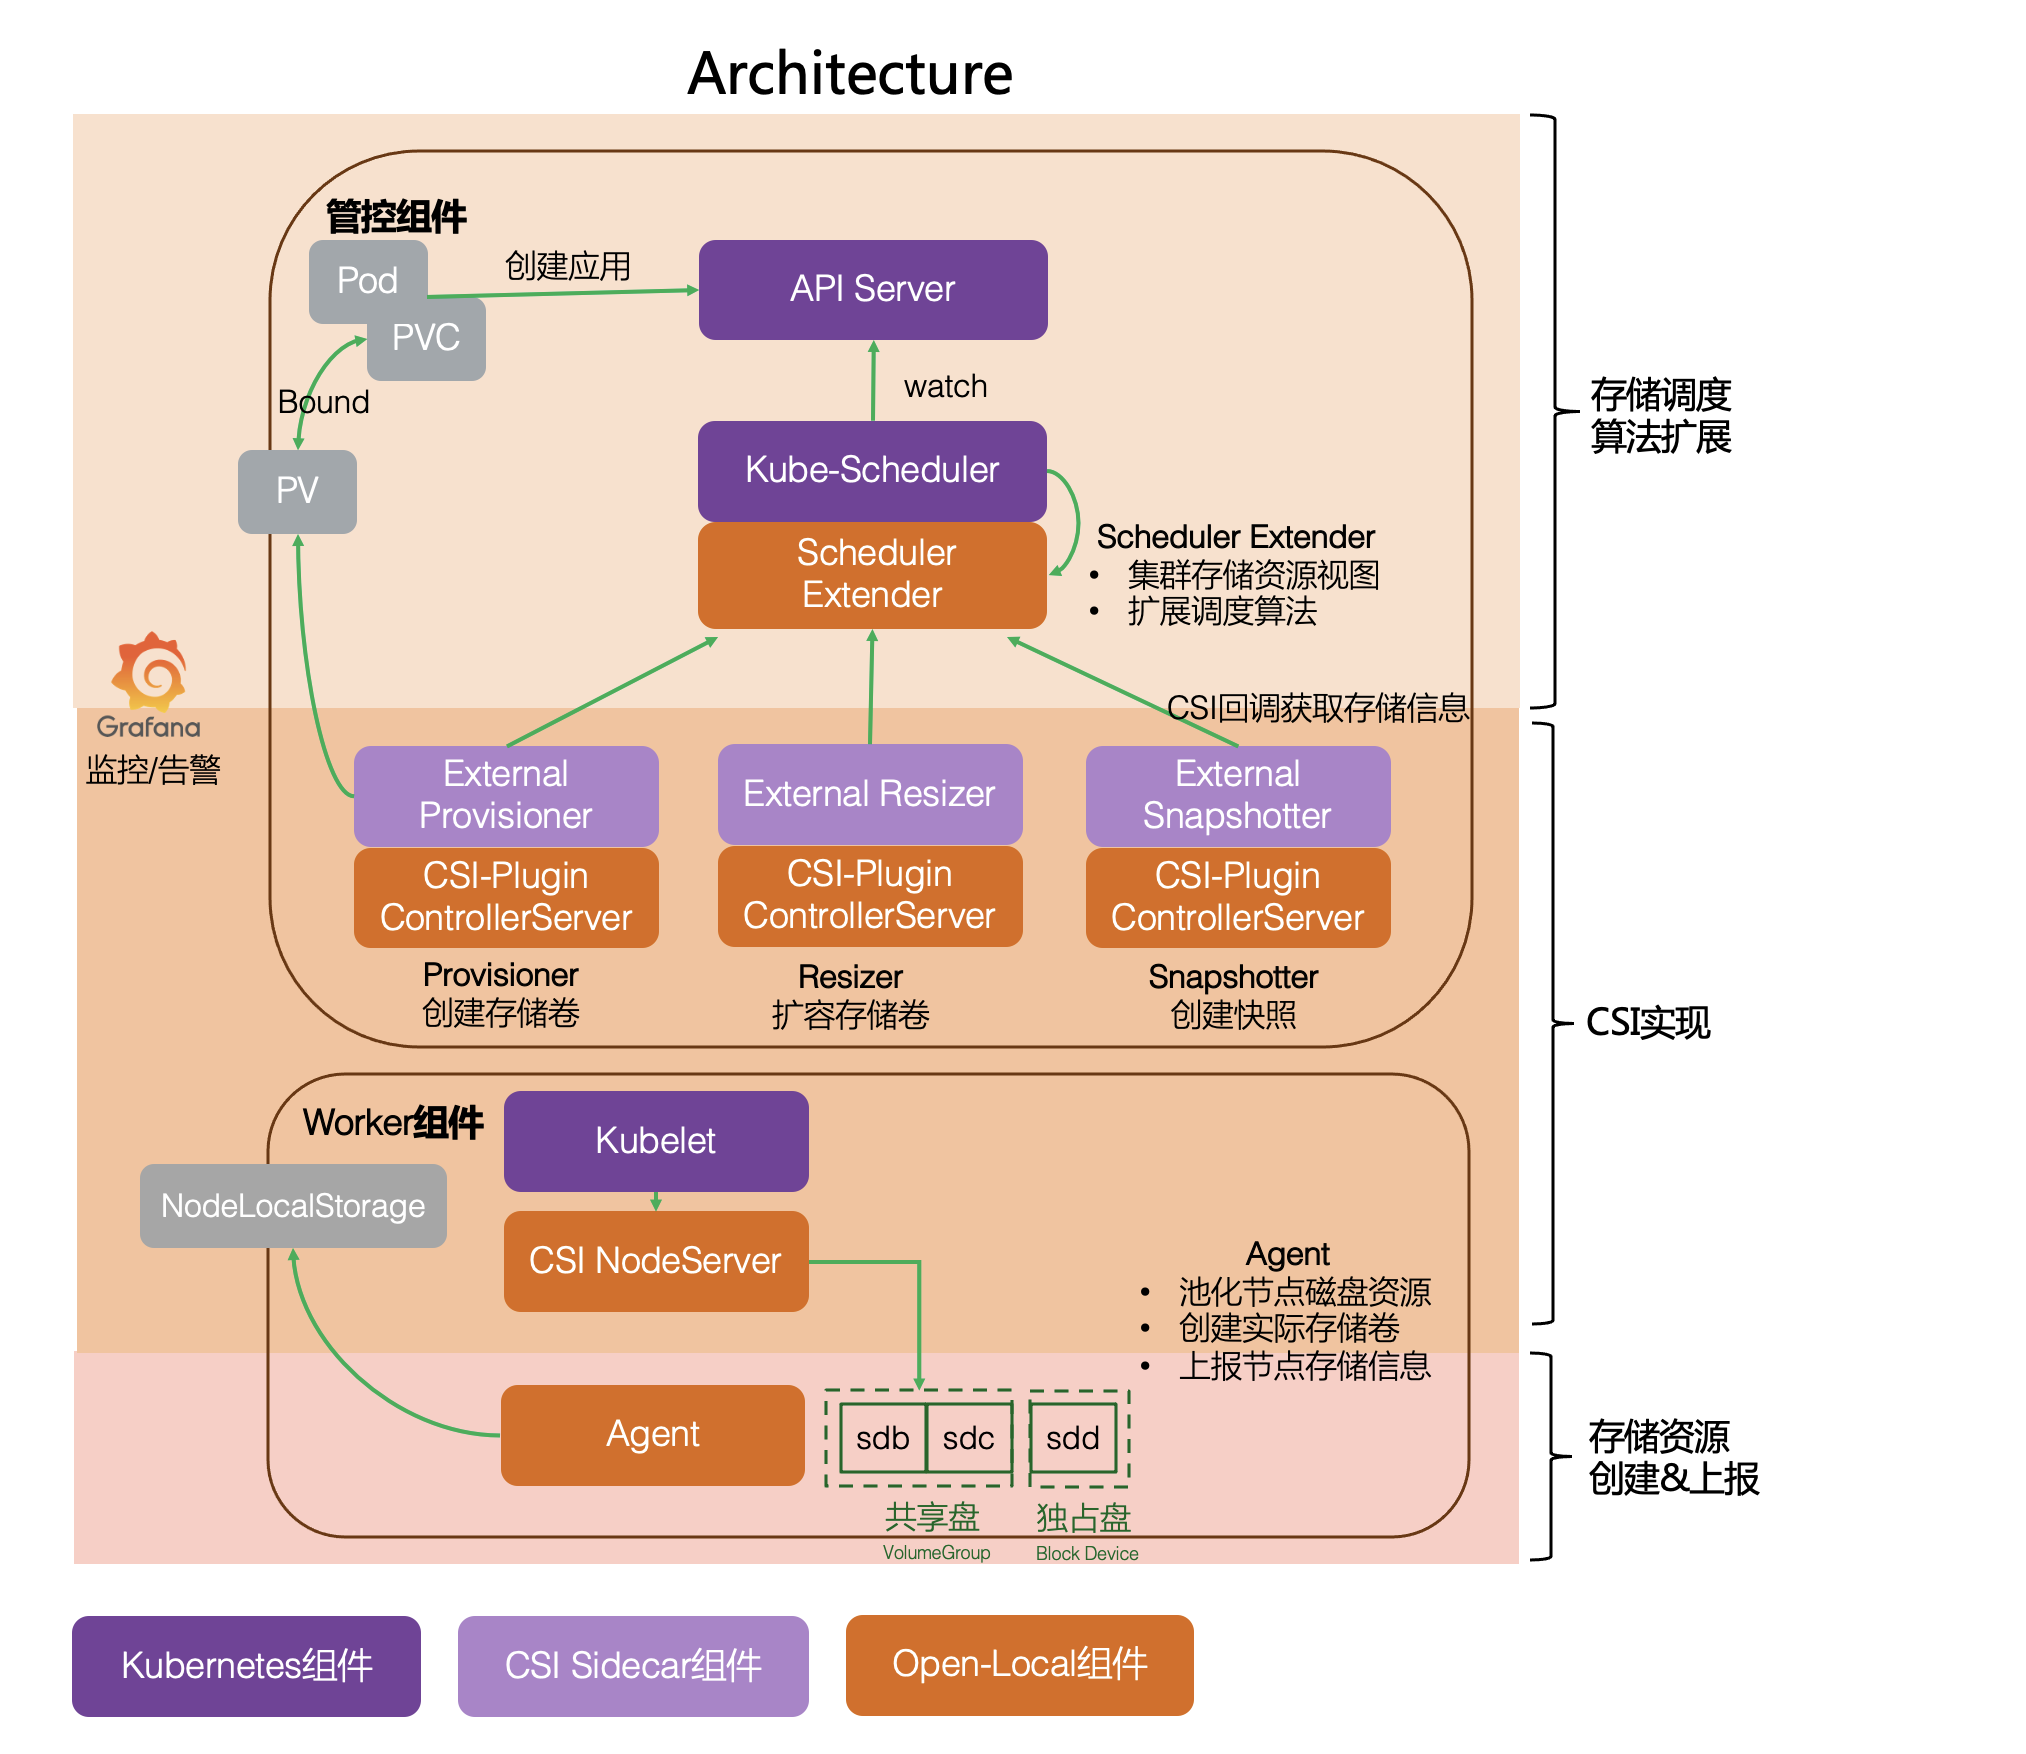 Architecture
管控组件
Pod
PVC
创建应用
API Server
Bound
watch
PV
Kube-Scheduler
Scheduler
Extender
Scheduler Extender
• 集群存储资源视图
• 扩展调度算法
存储调度
算法扩展
Grafana
监控/告警
CSI回调获取存储信息
External
Provisioner
External Resizer
External
Snapshotter
CSI-Plugin
ControllerServer
CSI-Plugin
ControllerServer
CSI-Plugin
ControllerServer
Provisioner
创建存储卷
Resizer
扩容存储卷
Snapshotter
创建快照
CSI实现
Worker组件
Kubelet
NodeLocalStorage
CSI NodeServer
Agent
• 池化节点磁盘资源
• 创建实际存储卷
• 上报节点存储信息
Agent
sdb
sdc
sdd
共享盘
VolumeGroup
独占盘
Block Device
存储资源
创建&上报
Kubernetes组件
CSI Sidecar组件
Open-Local组件